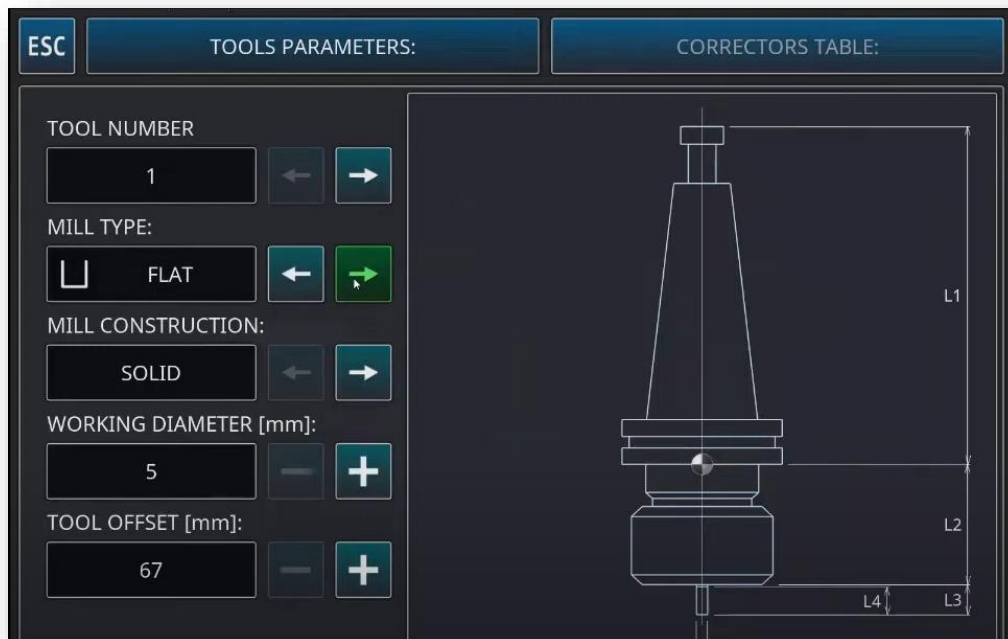 ESC
TOOLS PARAMETERS:
CORRECTORS TABLE:
TOOL NUMBER
1
MILL TYPE:
FLAT
MILL CONSTRUCTION:
SOLID
WORKING DIAMETER [mm]:
5
TOOL OFFSET [mm]:
67
L1
L2
L4
L3